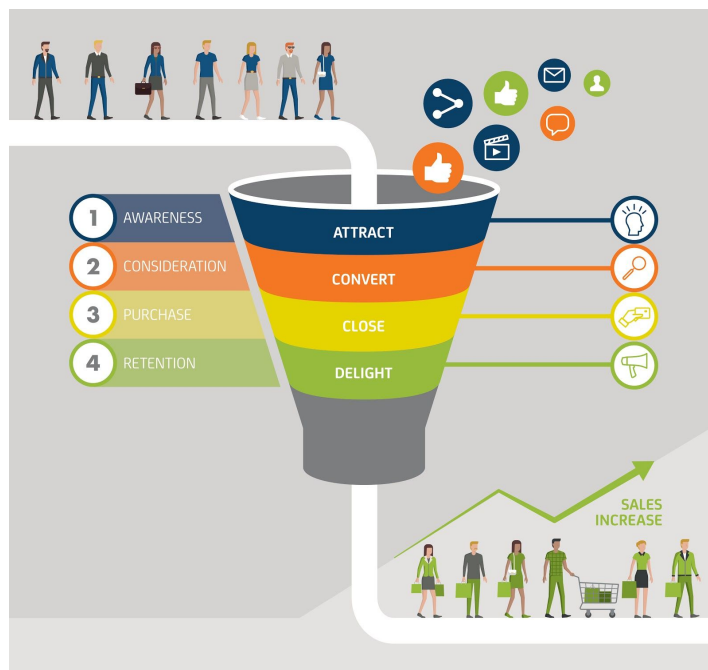 1 AWARENESS
ATTRACT
2 CONSIDERATION
CONVERT
3 PURCHASE
CLOSE
4 RETENTION
DELIGHT
SALES
INCREASE